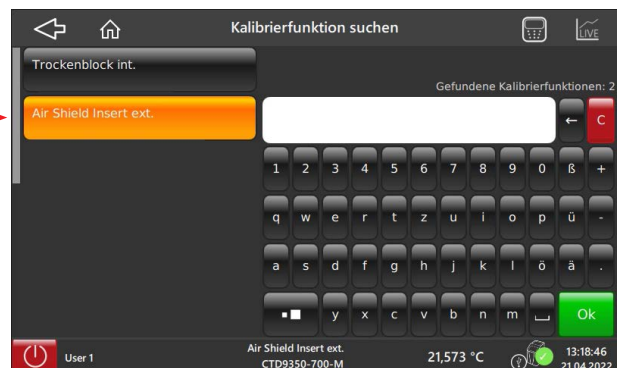 Kalibrierfunktion suchen
LIVE
Trockenblock int.
Gefundene Kalibrierfunktionen: 2
Air Shield Insert ext.
← C
1 2 3 4 5 6 7 8 9 0 ß +
q w e r t z u i o p ü -
a s d f g h j k l ö ä .
y x c v b n m Ok
User 1
Air Shield Insert ext.
CTD9350-700-M
21,573 °C
13:18:46
21.04.2022